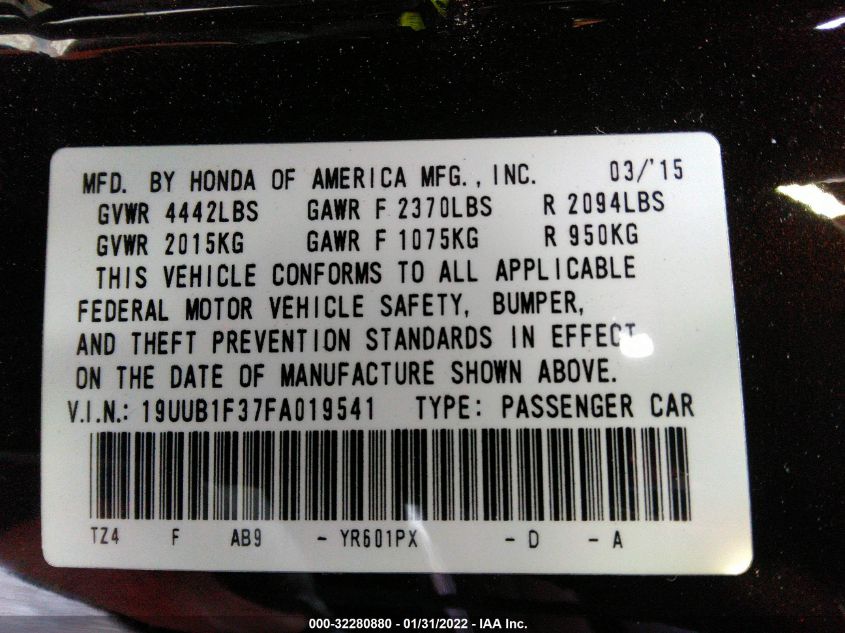 MFD. BY HONDA OF AMERICA MFG., INC. 03/'15
GVWR 4442LBS GAWR F 2370LBS R 2094LBS
GVWR 2015KG GAWR F 1075KG R 950KG
THIS VEHICLE CONFORMS TO ALL APPLICABLE
FEDERAL MOTOR VEHICLE SAFETY, BUMPER,
AND THEFT PREVENTION STANDARDS IN EFFECT
ON THE DATE OF MANUFACTURE SHOWN ABOVE.
V.I.N.: 19UUB1F37FA019541 TYPE: PASSENGER CAR
TZ4 F AB9 - YR601PX - D - A
000-32280880 - 01/31/2022 - IAA Inc.